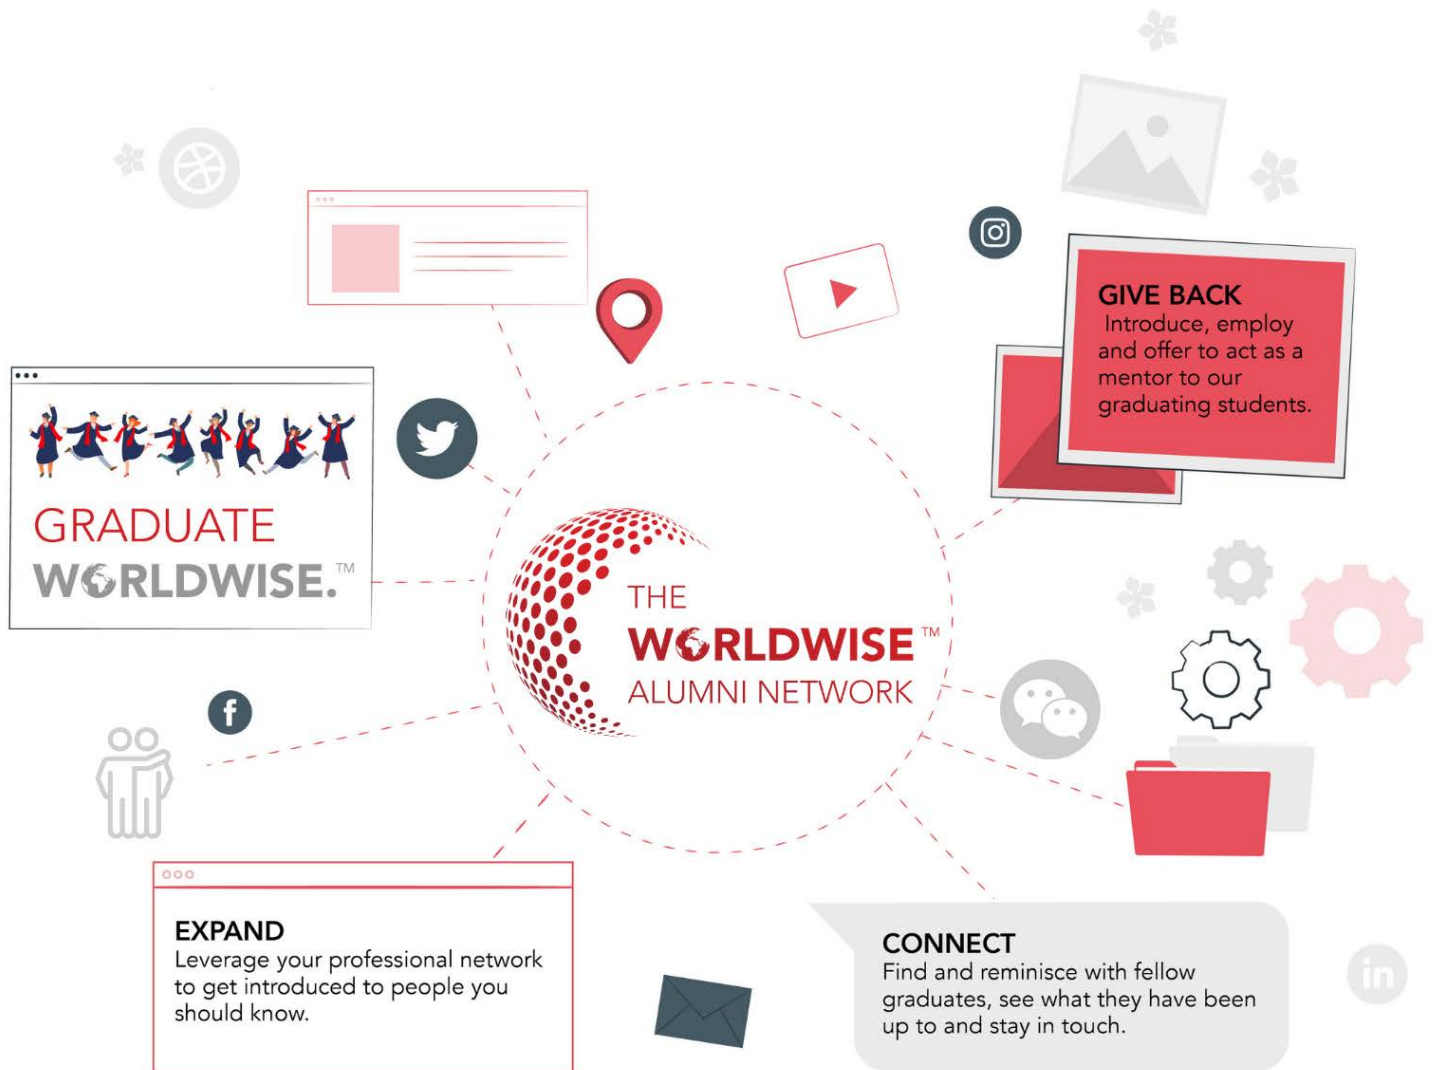 GIVE BACK
Introduce, employ
and offer to act as a
mentor to our
graduating students.
GRADUATE
WORLDWISE.™
THE
WORLDWISE™
ALUMNI NETWORK
EXPAND
Leverage your professional network
to get introduced to people you
should know.
CONNECT
Find and reminisce with fellow
graduates, see what they have been
up to and stay in touch.
f
in